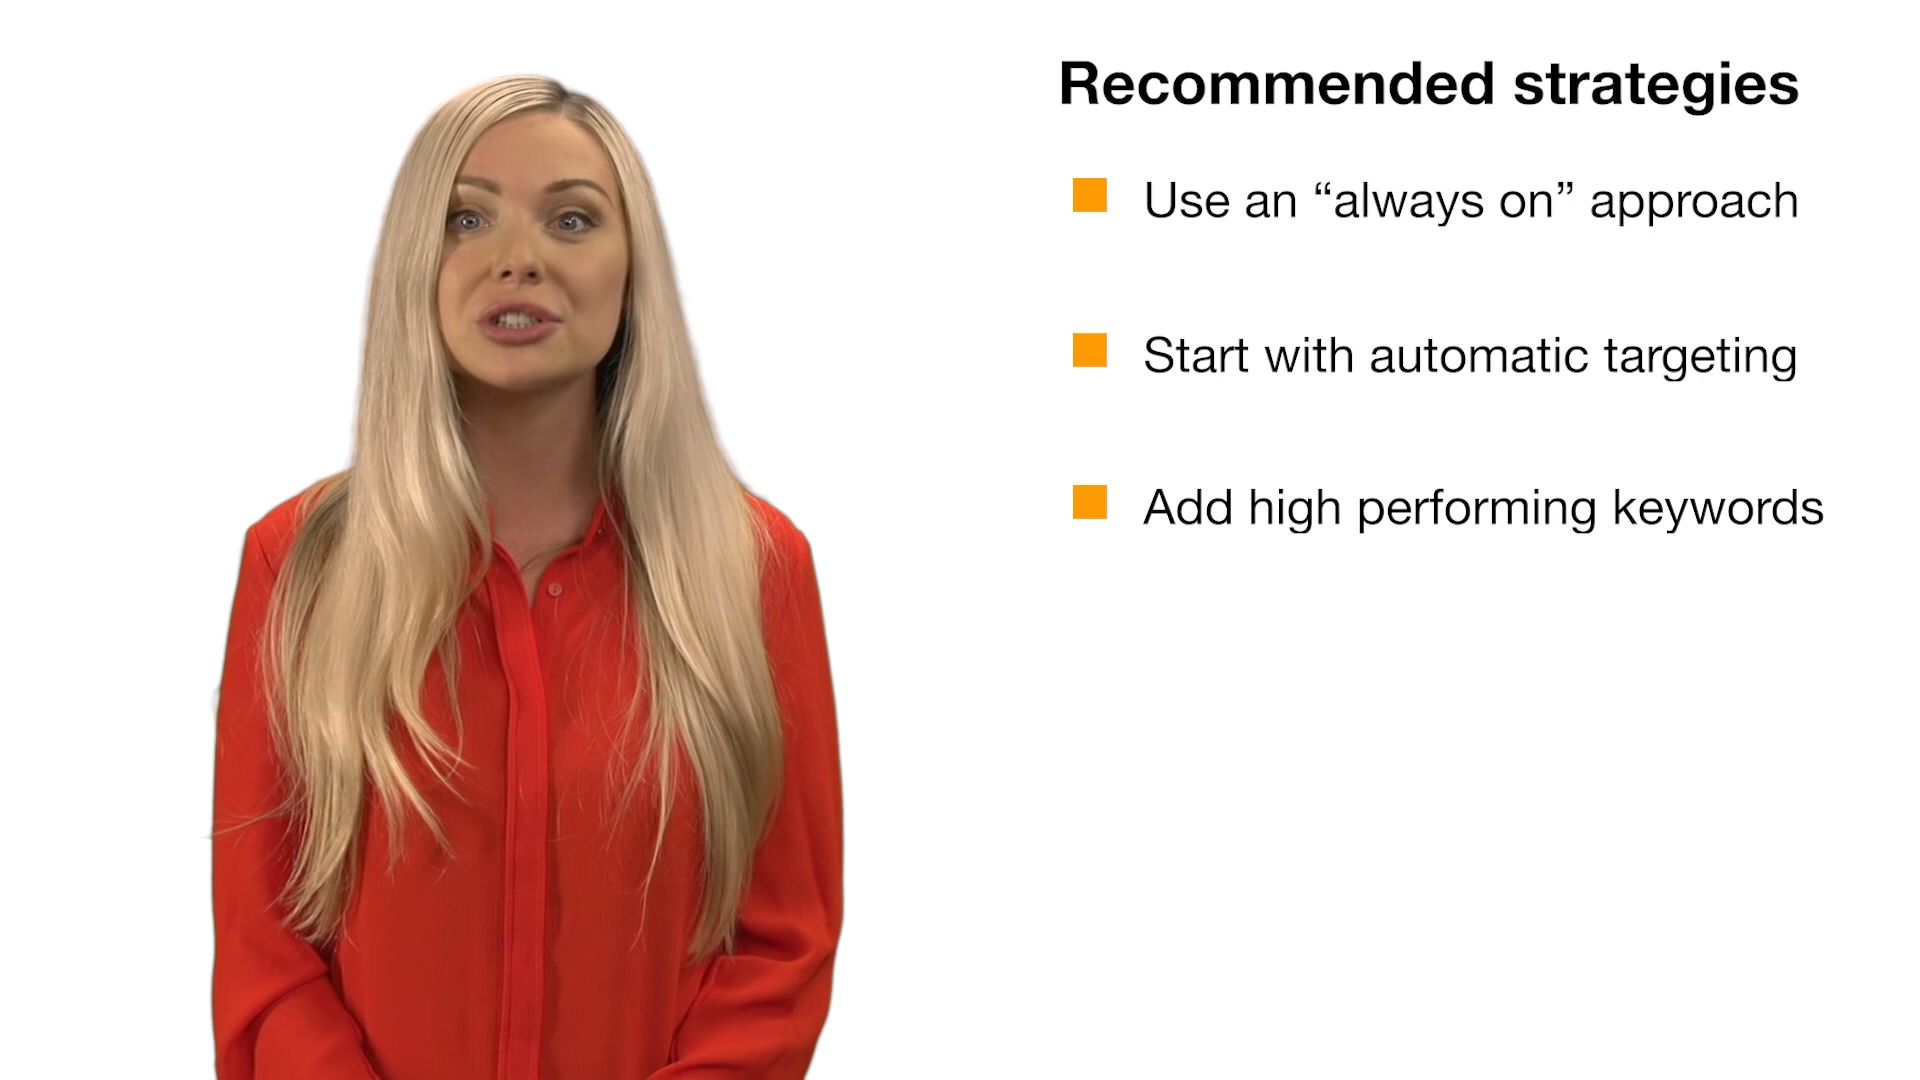 Recommended strategies
Use an “always on” approach
Start with automatic targeting
Add high performing keywords